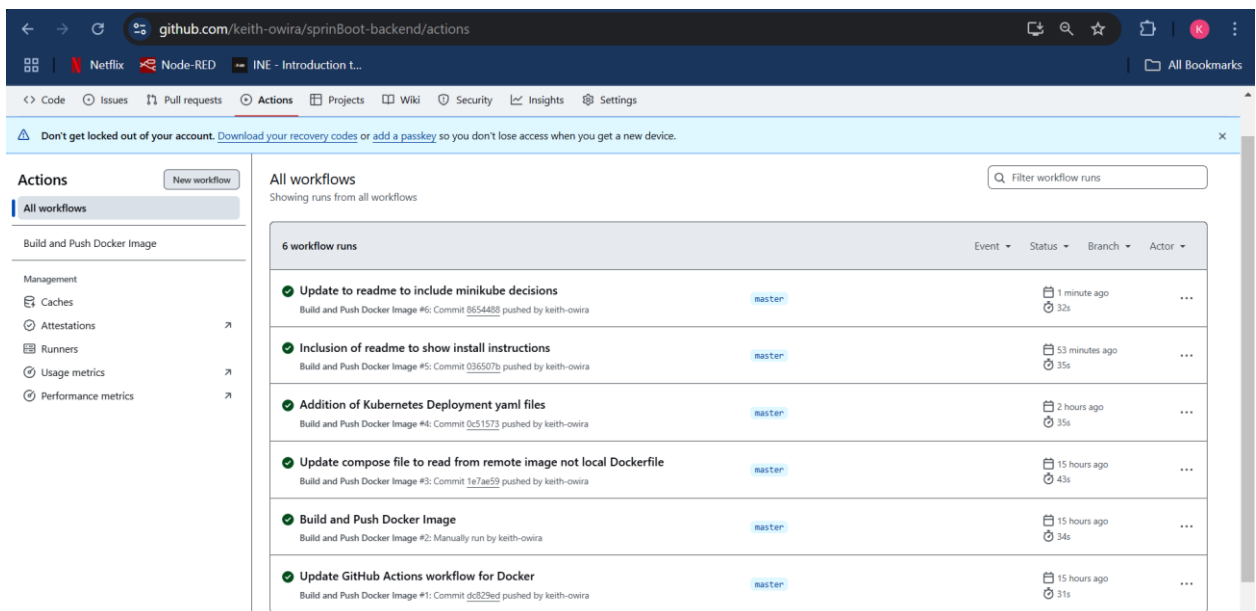 github.com/keith-owira/sprinBoot-backend/actions
K
Netflix Node-RED INE - Introduction t... All Bookmarks
Code Issues Pull requests Actions Projects Wiki Security Insights Settings
Don't get locked out of your account. Download your recovery codes or add a passkey so you don't lose access when you get a new device.
Actions New workflow
All workflows
Build and Push Docker Image
Management
Caches
Attestations
Runners
Usage metrics
Performance metrics
All workflows
Showing runs from all workflows
Filter workflow runs
6 workflow runs Event Status Branch Actor
Update to readme to include minikube decisions
Build and Push Docker Image #6: Commit 8654488 pushed by keith-owira
master
1 minute ago
32s
Inclusion of readme to show install instructions
Build and Push Docker Image #5: Commit 036507b pushed by keith-owira
master
53 minutes ago
35s
Addition of Kubernetes Deployment yaml files
Build and Push Docker Image #4: Commit 0c51573 pushed by keith-owira
master
2 hours ago
35s
Update compose file to read from remote image not local Dockerfile
Build and Push Docker Image #3: Commit 1e7ae59 pushed by keith-owira
master
15 hours ago
43s
Build and Push Docker Image
Build and Push Docker Image #2: Manually run by keith-owira
master
15 hours ago
34s
Update GitHub Actions workflow for Docker
Build and Push Docker Image #1: Commit dc829ed pushed by keith-owira
master
15 hours ago
31s